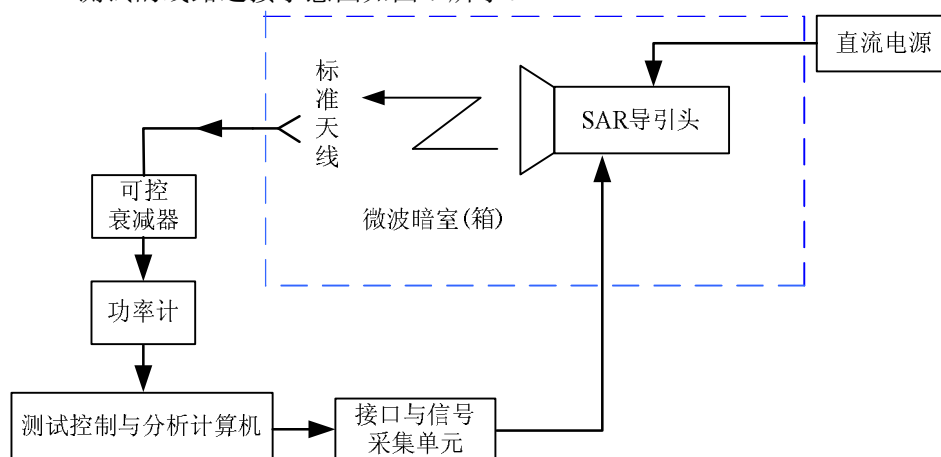 直流电源
标
准
天
线
SAR导引头
可控
衰减器
微波暗室(箱)
功率计
测试控制与分析计算机
接口与信号
采集单元